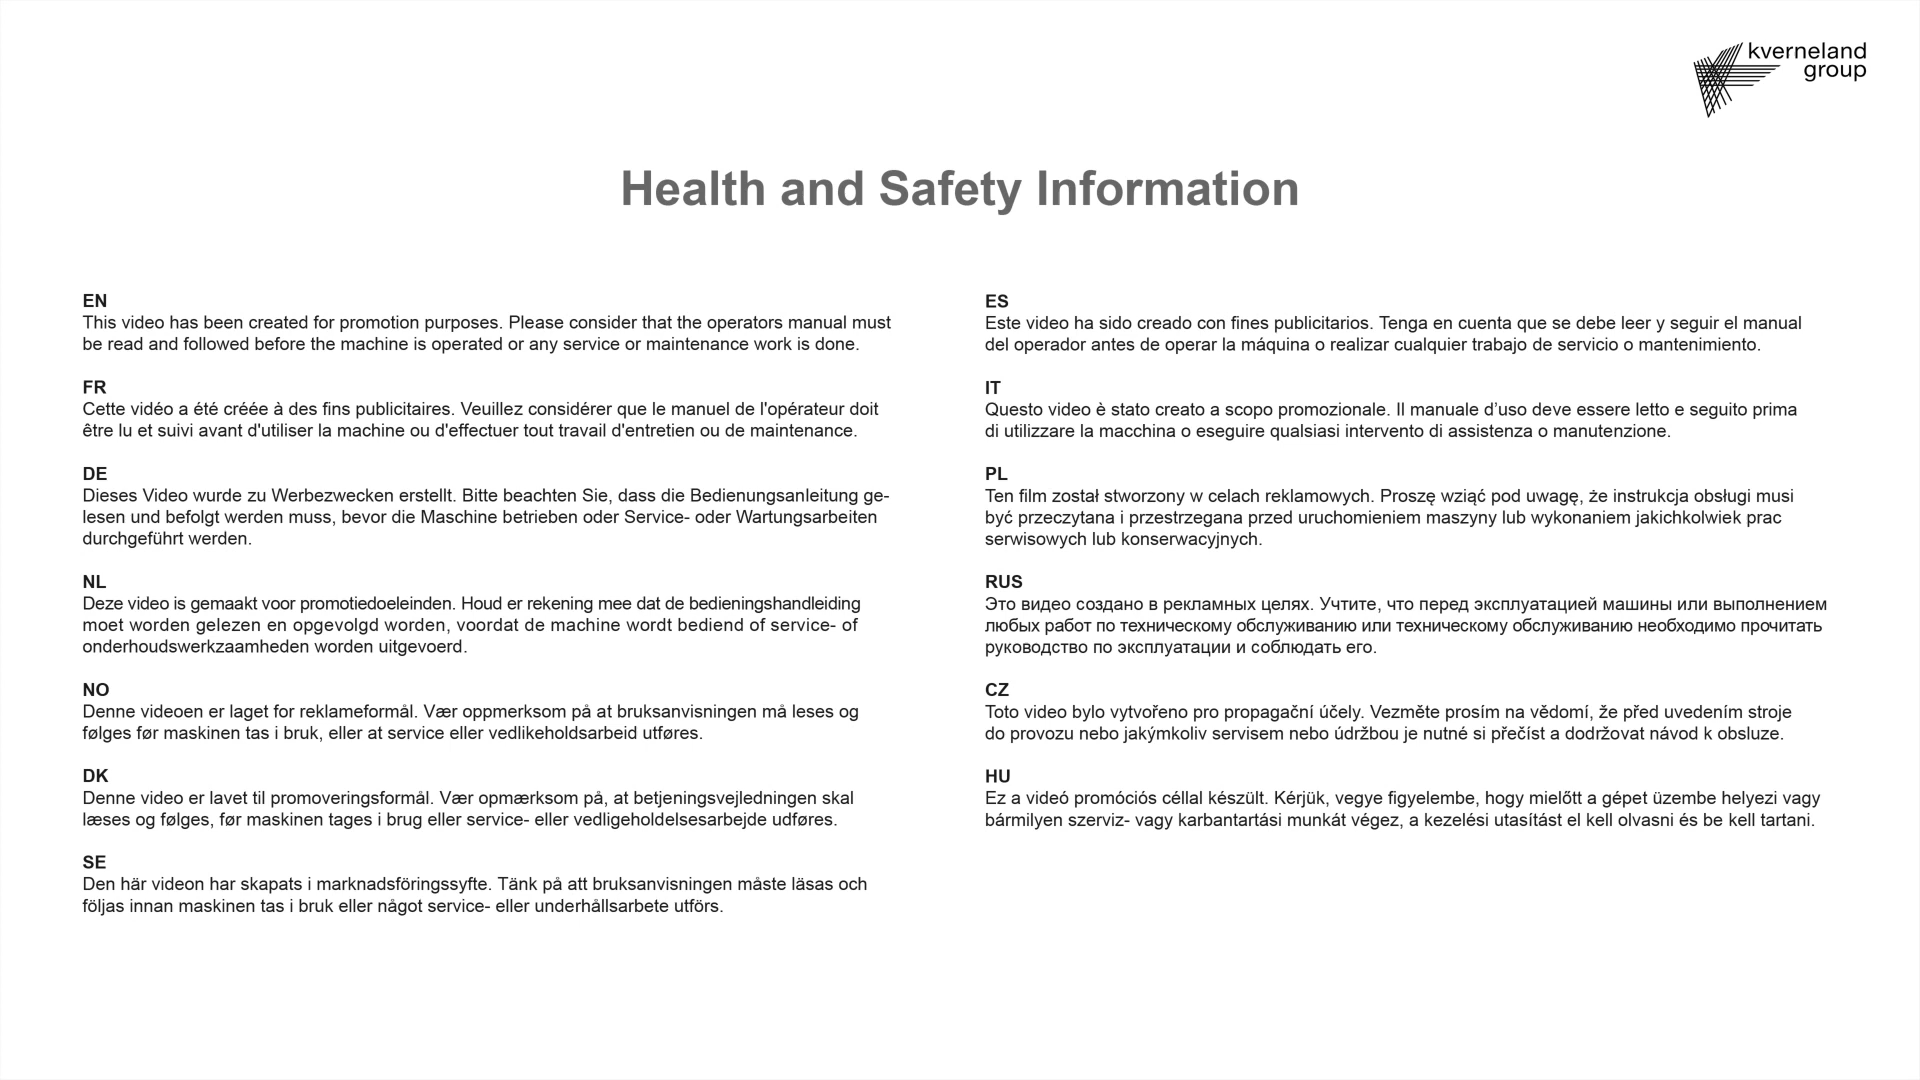 kverneland
group
Health and Safety Information
EN
This video has been created for promotion purposes. Please consider that the operators manual must
be read and followed before the machine is operated or any service or maintenance work is done.
FR
Cette vidéo a été créée à des fins publicitaires. Veuillez considérer que le manuel de l'opérateur doit
être lu et suivi avant d'utiliser la machine ou d'effectuer tout travail d'entretien ou de maintenance.
DE
Dieses Video wurde zu Werbezwecken erstellt. Bitte beachten Sie, dass die Bedienungsanleitung ge-
lesen und befolgt werden muss, bevor die Maschine betrieben oder Service- oder Wartungsarbeiten
durchgeführt werden.
NL
Deze video is gemaakt voor promotiedoeleinden. Houd er rekening mee dat de bedieningshandleiding
moet worden gelezen en opgevolgd worden, voordat de machine wordt bediend of service- of
onderhoudswerkzaamheden worden uitgevoerd.
NO
Denne videoen er laget for reklameformål. Vær oppmerksom på at bruksanvisningen må leses og
følges før maskinen tas i bruk, eller at service eller vedlikeholdsarbeid utføres.
DK
Denne video er lavet til promoveringsformål. Vær opmærksom på, at betjeningsvejledningen skal
læses og følges, før maskinen tages i brug eller service- eller vedligeholdelsesarbejde udføres.
SE
Den här videon har skapats i marknadsföringssyfte. Tänk på att bruksanvisningen måste läsas och
följas innan maskinen tas i bruk eller något service- eller underhållsarbete utförs.
ES
Este video ha sido creado con fines publicitarios. Tenga en cuenta que se debe leer y seguir el manual
del operador antes de operar la máquina o realizar cualquier trabajo de servicio o mantenimiento.
IT
Questo video è stato creato a scopo promozionale. Il manuale d’uso deve essere letto e seguito prima
di utilizzare la macchina o eseguire qualsiasi intervento di assistenza o manutenzione.
PL
Ten film został stworzony w celach reklamowych. Proszę wziąć pod uwagę, że instrukcja obsługi musi
być przeczytana i przestrzegana przed uruchomieniem maszyny lub wykonaniem jakichkolwiek prac
serwisowych lub konserwacyjnych.
RUS
Это видео создано в рекламных целях. Учтите, что перед эксплуатацией машины или выполнением
любых работ по техническому обслуживанию или техническому обслуживанию необходимо прочитать
руководство по эксплуатации и соблюдать его.
CZ
Toto video bylo vytvořeno pro propagační účely. Vezměte prosím na vědomí, že před uvedením stroje
do provozu nebo jakýmkoliv servisem nebo údržbou je nutné si přečíst a dodržovat návod k obsluze.
HU
Ez a videó promóciós céllal készült. Kérjük, vegye figyelembe, hogy mielőtt a gépet üzembe helyezi vagy
bármilyen szerviz- vagy karbantartási munkát végez, a kezelési utasítást el kell olvasni és be kell tartani.